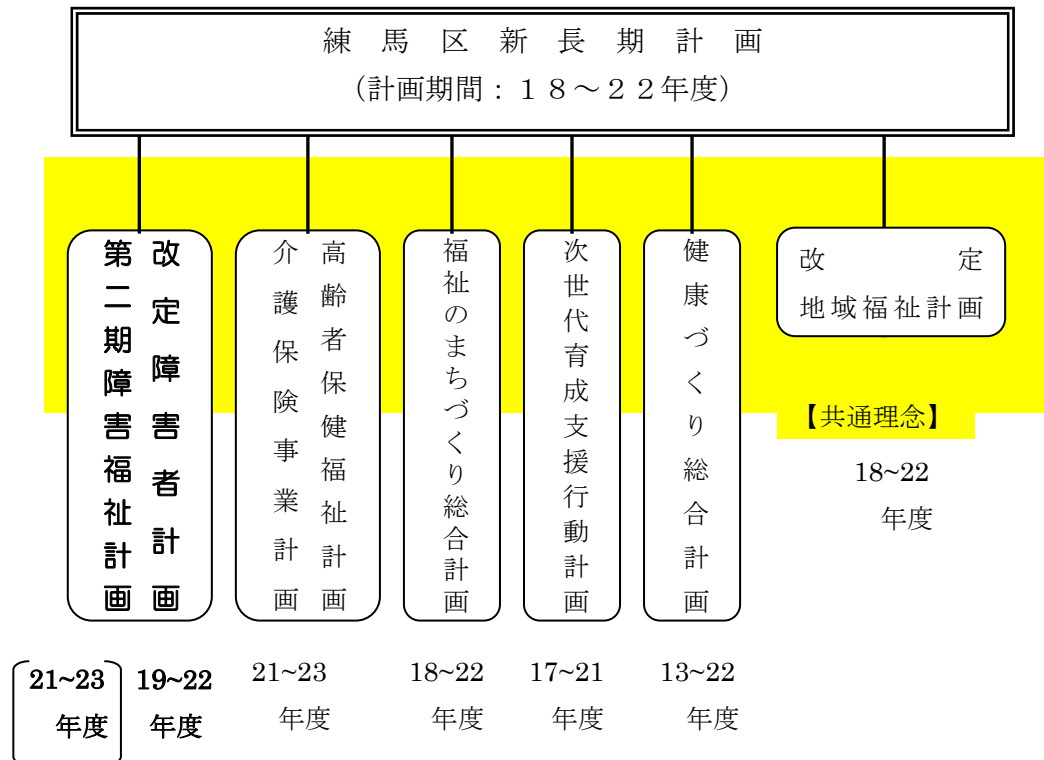 練馬区新長期計画
(計画期間:18～22年度)
改定障害者計画
第二期障害福祉計画
高齢者保健福祉計画
介護保険事業計画
福祉のまちづくり総合計画
次世代育成支援行動計画
健康づくり総合計画
改定
地域福祉計画
【共通理念】
18~22
年度
21~23
年度
19~22
年度
21~23
年度
18~22
年度
17~21
年度
13~22
年度